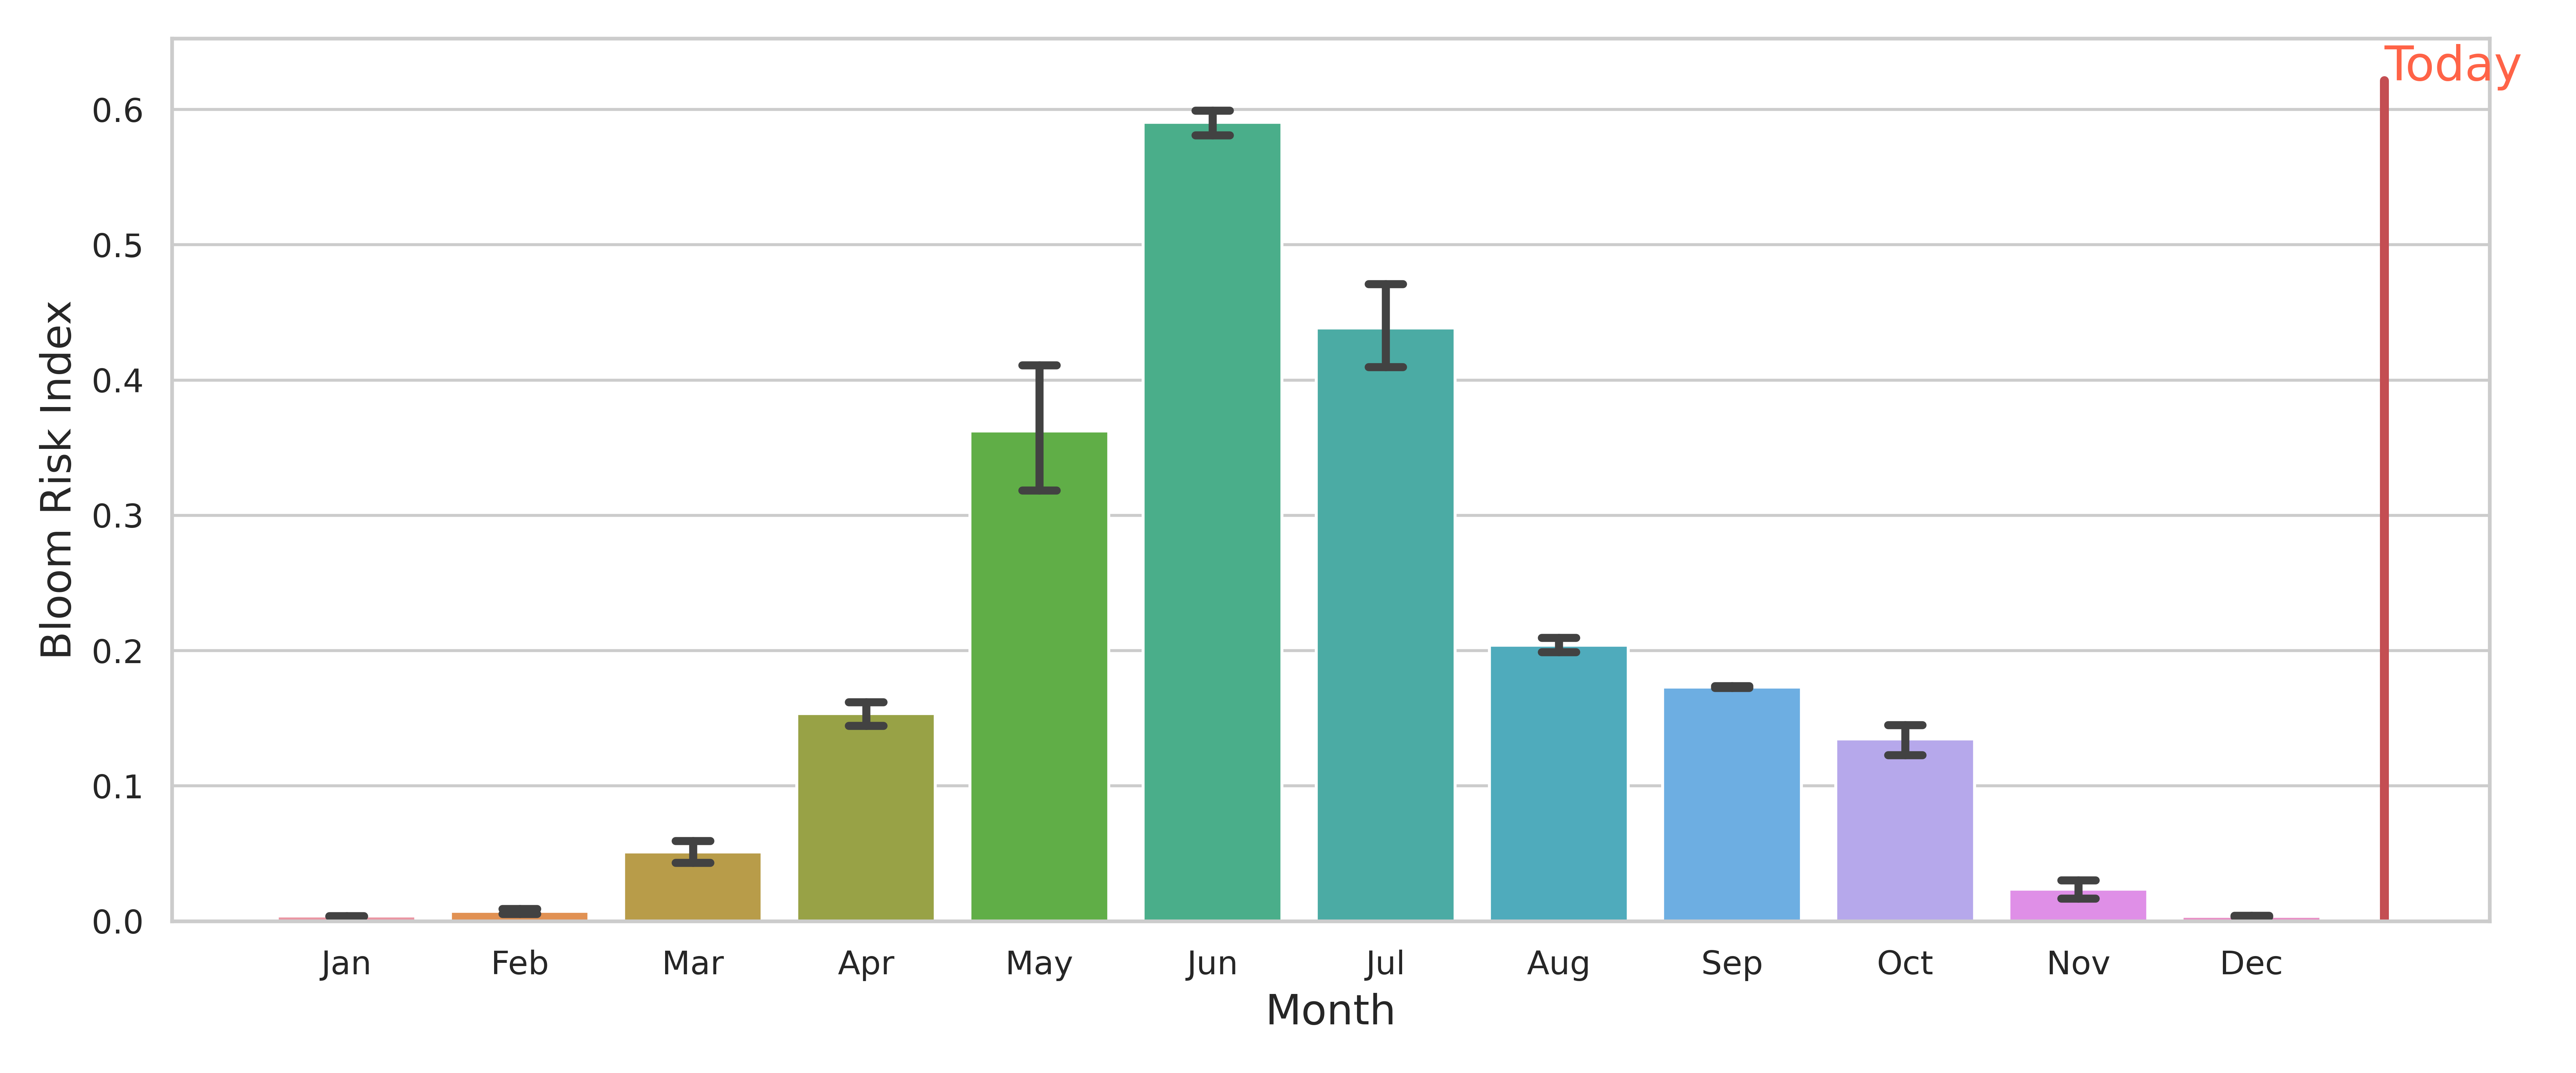 Today
0.6
0.5
0.4
0.3
0.2
0.1
0.0
Bloom Risk Index
Jan Feb Mar Apr May Jun Jul Aug Sep Oct Nov Dec
Month